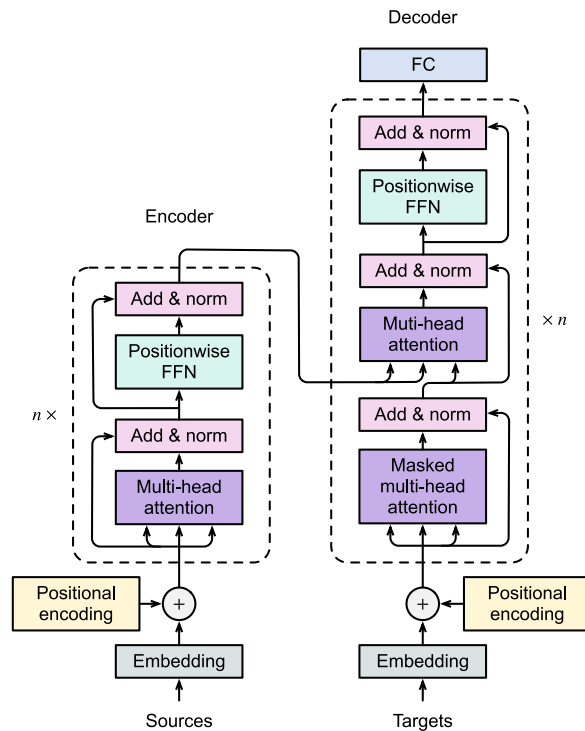 Decoder
FC
Add & norm
Positionwise
FFN
Add & norm
Muti-head
attention
× n
Add & norm
Masked
multi-head
attention
Positional
encoding
+
Embedding
Targets
Encoder
Add & norm
Positionwise
FFN
n ×
Add & norm
Multi-head
attention
Positional
encoding
+
Embedding
Sources